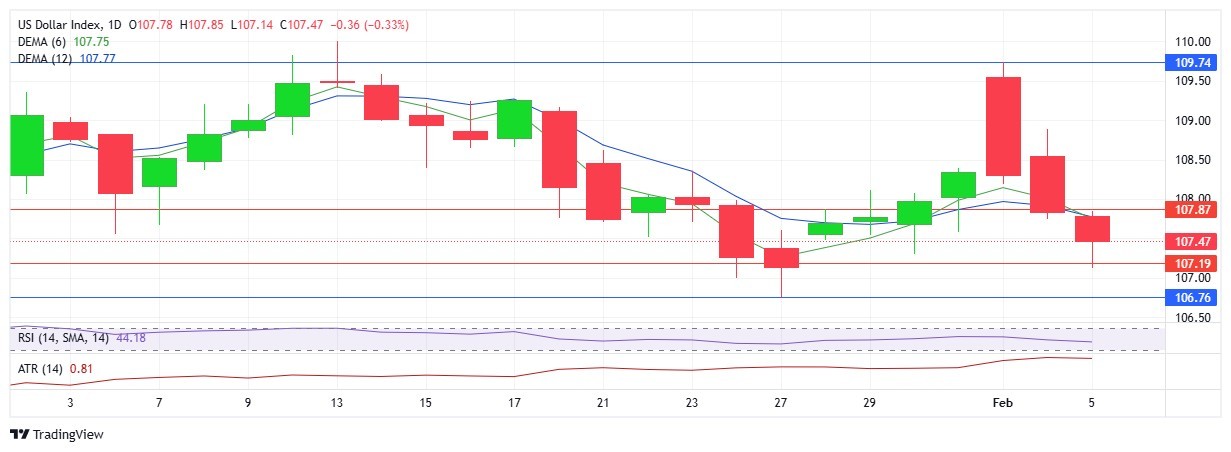 US Dollar Index, 1D O107.78 H107.85 L107.14 C107.47 -0.36 (-0.33%)
DEMA (6) 107.75
DEMA (12) 107.77
110.00
109.74
109.50
109.00
108.50
108.00
107.87
107.47
107.19
107.00
106.76
106.50
RSI (14, SMA, 14) 44.18
ATR (14) 0.81
3 7 9 13 15 17 21 23 27 29 Feb 5
TradingView